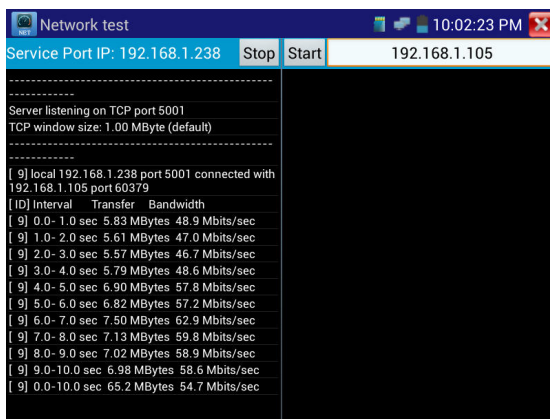 NET
Network test
10:02:23 PM
Service Port IP: 192.168.1.238
Stop
Start
192.168.1.105
------------------------------------------------
------------
Server listening on TCP port 5001
TCP window size: 1.00 MByte (default)
------------------------------------------------
------------
[ 9] local 192.168.1.238 port 5001 connected with
192.168.1.105 port 60379
[ID] Interval Transfer Bandwidth
[ 9] 0.0- 1.0 sec 5.83 MBytes 48.9 Mbits/sec
[ 9] 1.0- 2.0 sec 5.61 MBytes 47.0 Mbits/sec
[ 9] 2.0- 3.0 sec 5.57 MBytes 46.7 Mbits/sec
[ 9] 3.0- 4.0 sec 5.79 MBytes 48.6 Mbits/sec
[ 9] 4.0- 5.0 sec 6.90 MBytes 57.8 Mbits/sec
[ 9] 5.0- 6.0 sec 6.82 MBytes 57.2 Mbits/sec
[ 9] 6.0- 7.0 sec 7.50 MBytes 62.9 Mbits/sec
[ 9] 7.0- 8.0 sec 7.13 MBytes 59.8 Mbits/sec
[ 9] 8.0- 9.0 sec 7.02 MBytes 58.9 Mbits/sec
[ 9] 9.0-10.0 sec 6.98 MBytes 58.6 Mbits/sec
[ 9] 0.0-10.0 sec 65.2 MBytes 54.7 Mbits/sec